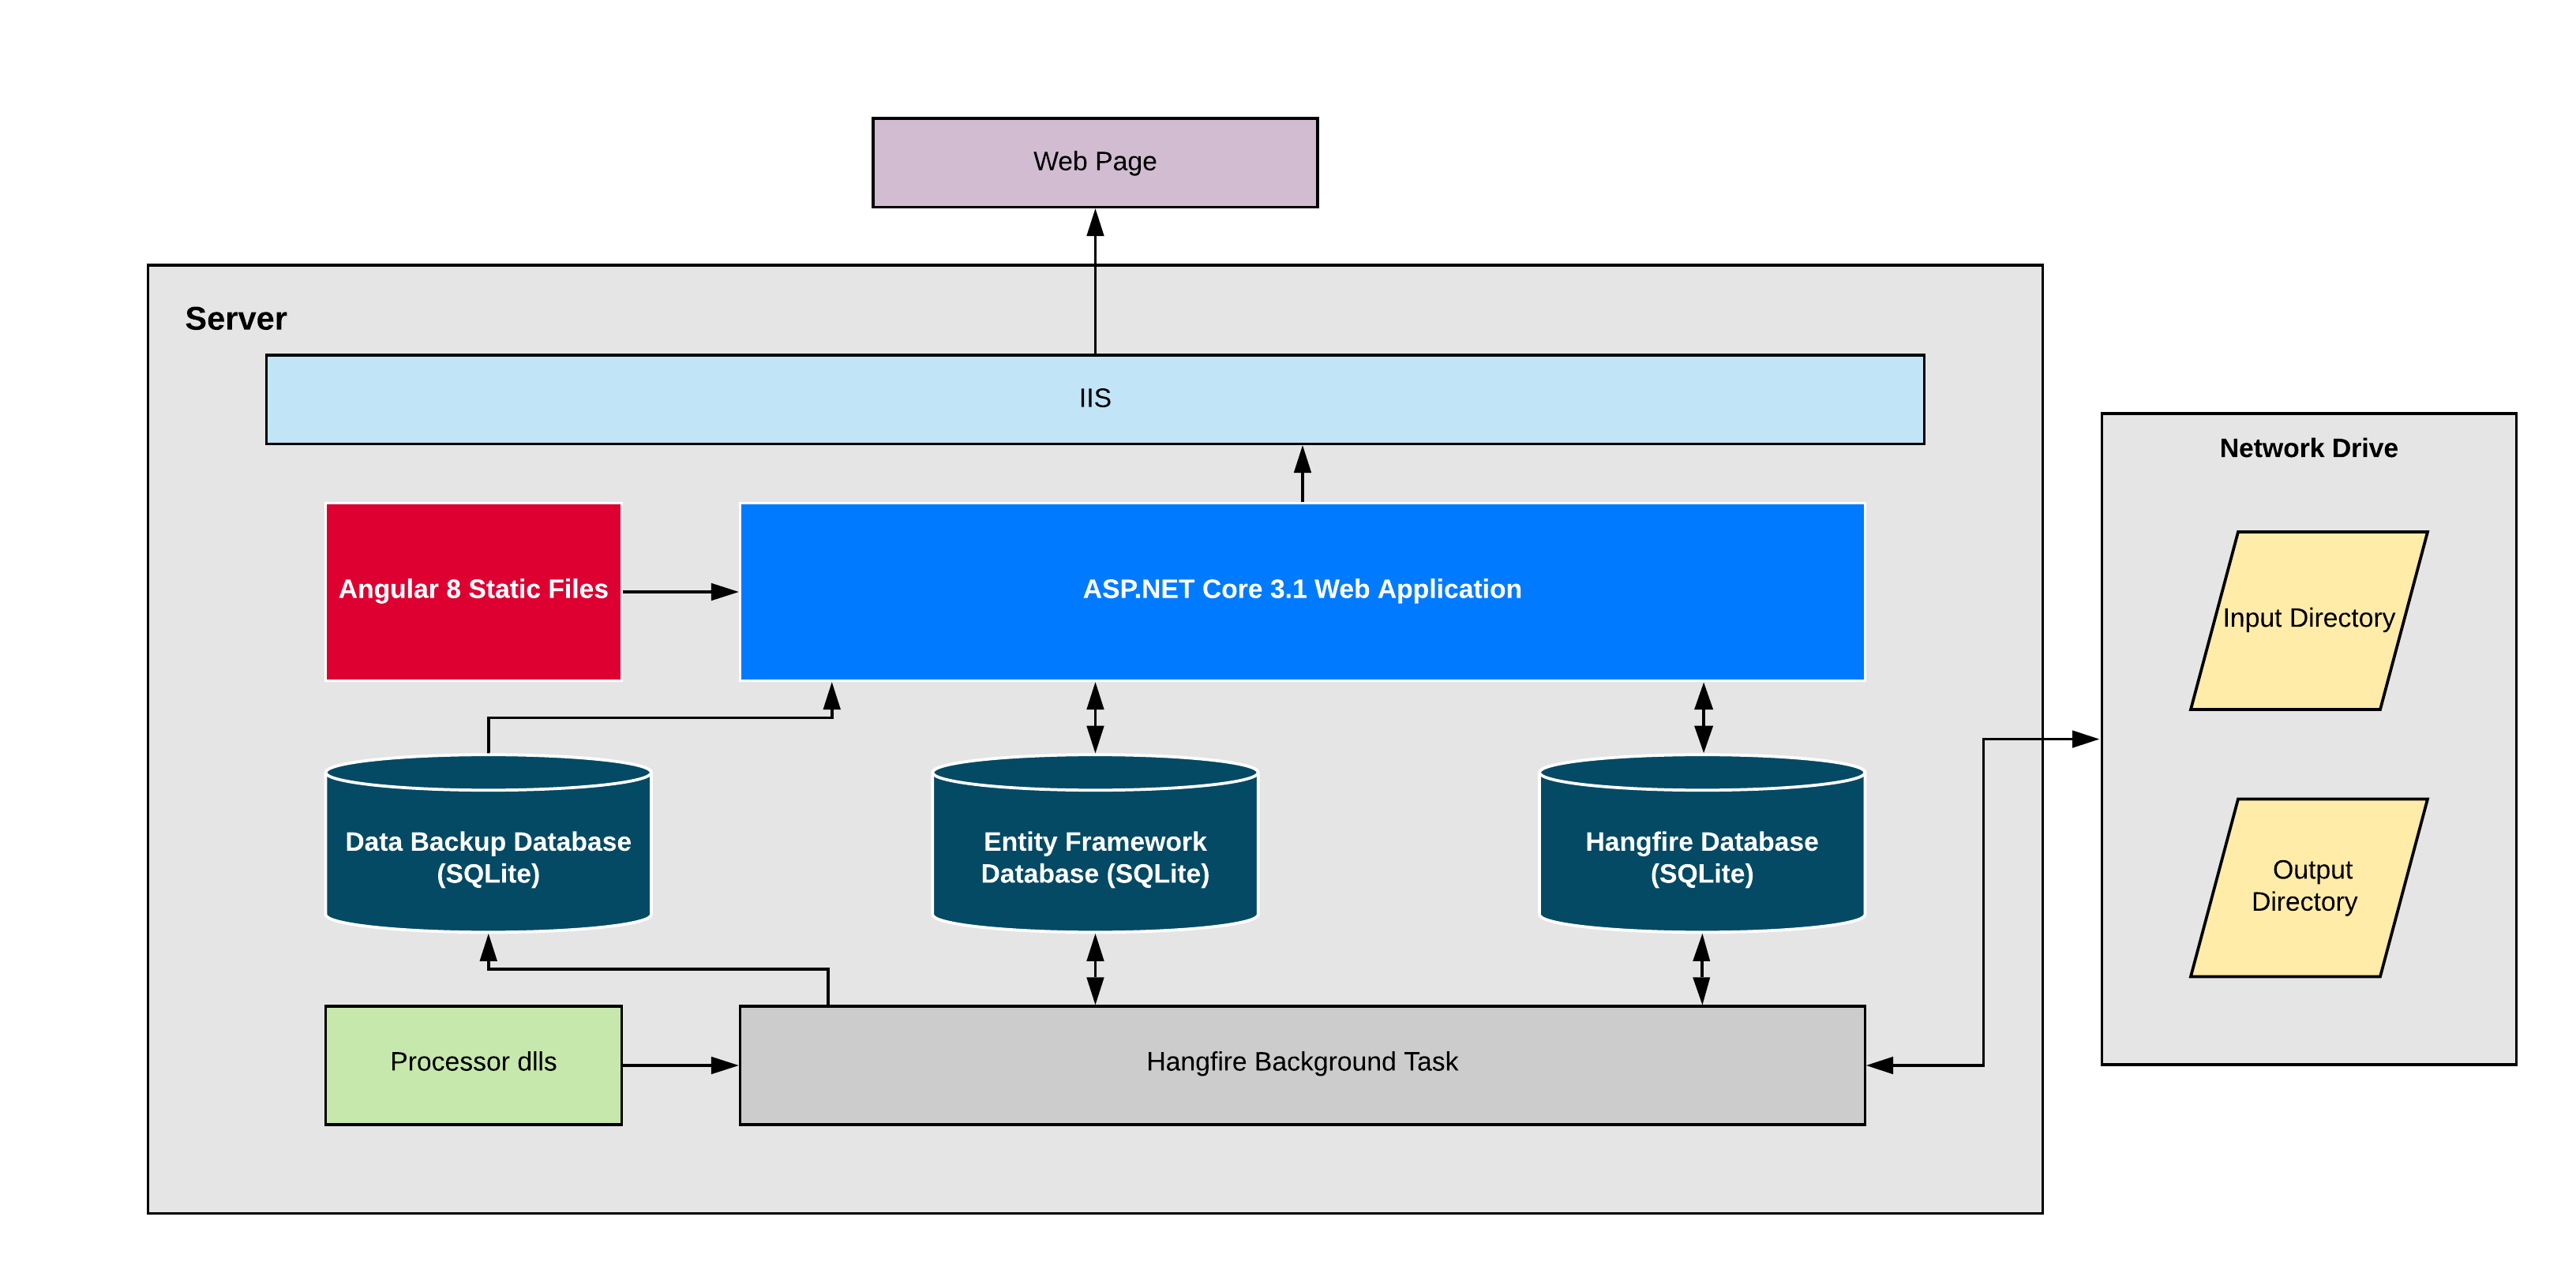 Web Page
Server
IIS
Network Drive
Angular 8 Static Files
ASP.NET Core 3.1 Web Application
Input Directory
Data Backup Database
(SQLite)
Entity Framework
Database (SQLite)
Hangfire Database
(SQLite)
Output
Directory
Processor dlls
Hangfire Background Task